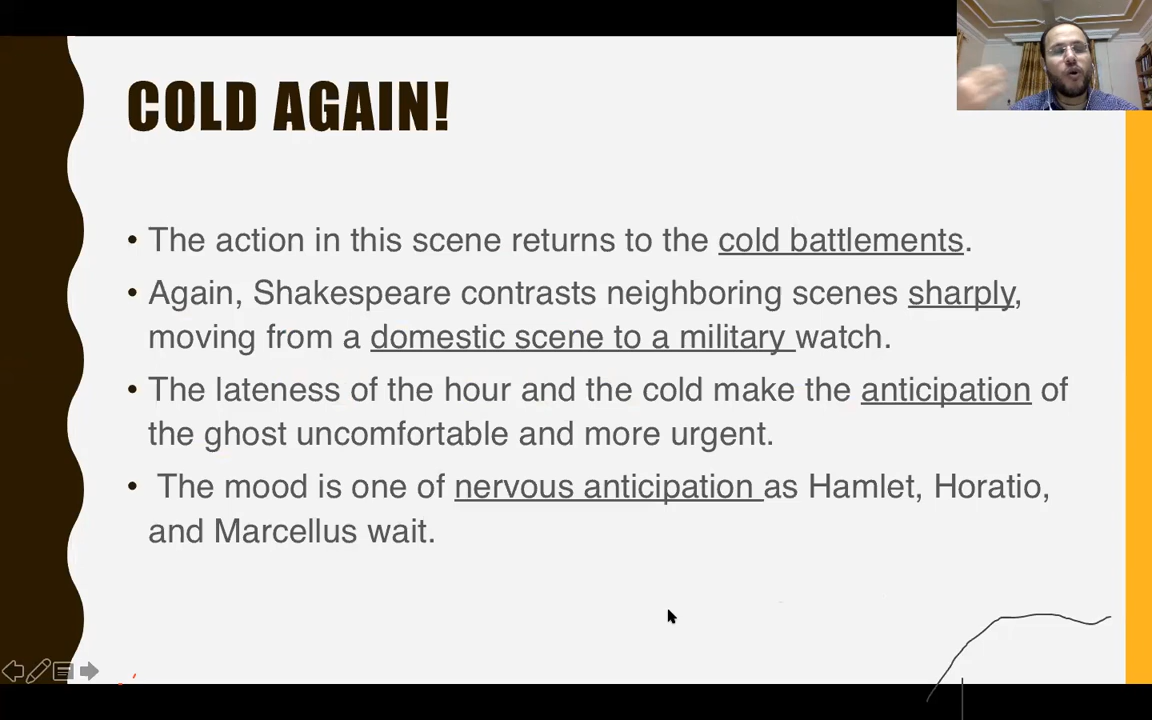 COLD AGAIN!
• The action in this scene returns to the cold battlements.
• Again, Shakespeare contrasts neighboring scenes sharply,
moving from a domestic scene to a military watch.
• The lateness of the hour and the cold make the anticipation of
the ghost uncomfortable and more urgent.
• The mood is one of nervous anticipation as Hamlet, Horatio,
and Marcellus wait.